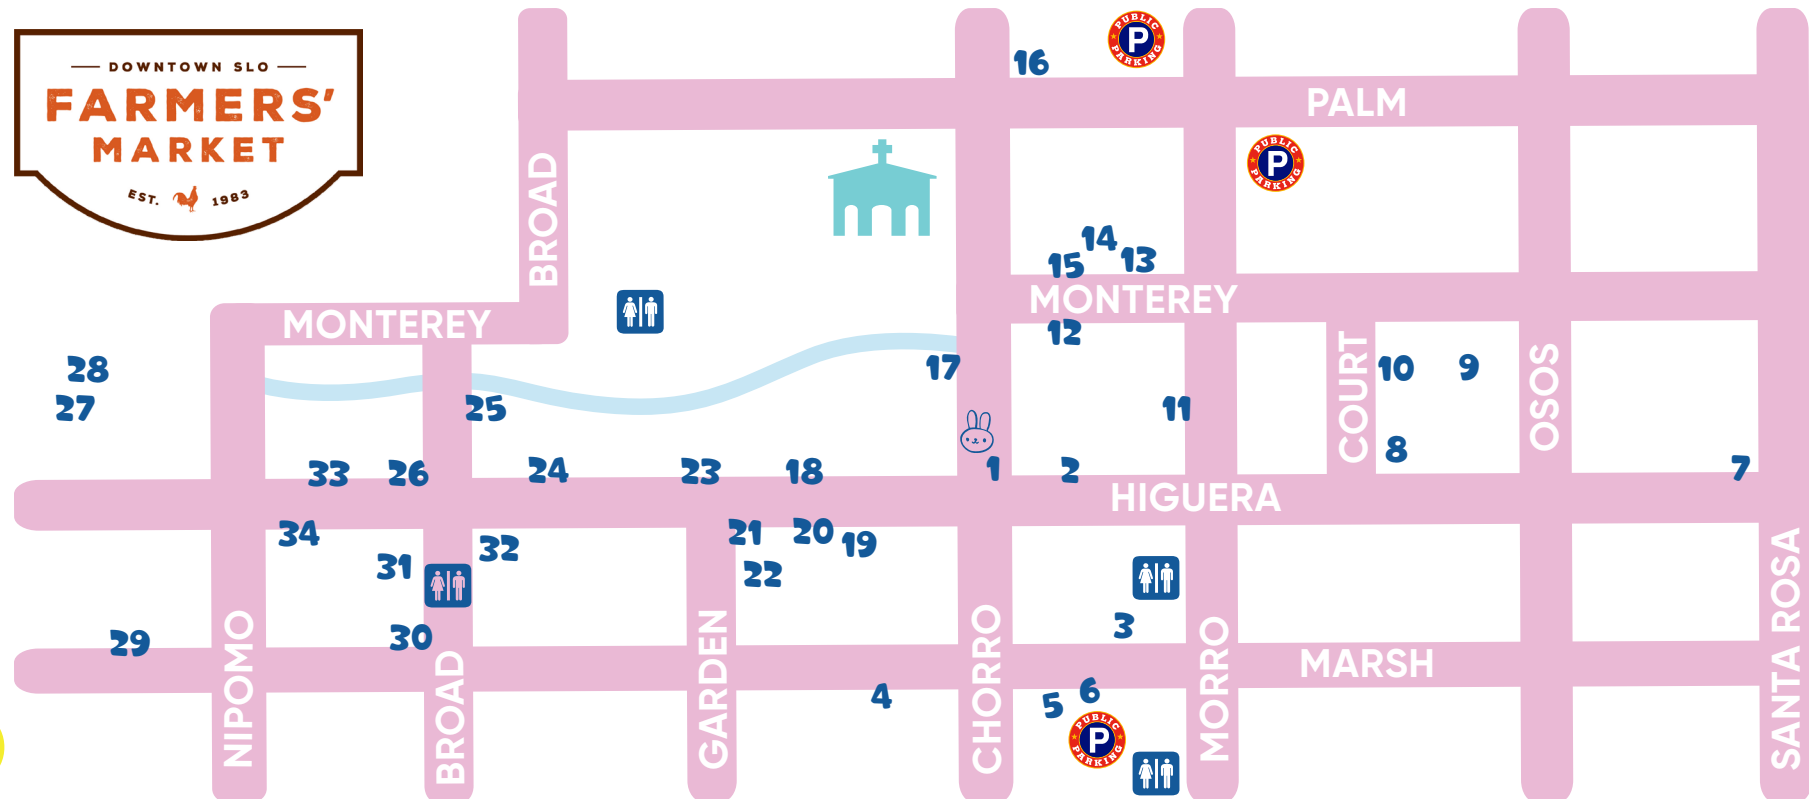 DOWNTOWN SLO
FARMERS'
MARKET
EST. 1983
16
PUBLIC
P
PARKING
PALM
PUBLIC
P
PARKING
BROAD
14
15
13
MONTEREY
MONTEREY
12
17
28
27
25
COURT
10
9
OSOS
11
8
33
26
24
23
18
1
2
7
HIGUERA
34
31
32
21
20
19
22
3
29
30
NIPOMO
BROAD
GARDEN
CHORRO
MORRO
MARSH
SANTA ROSA
4
5
6
PUBLIC
P
PARKING